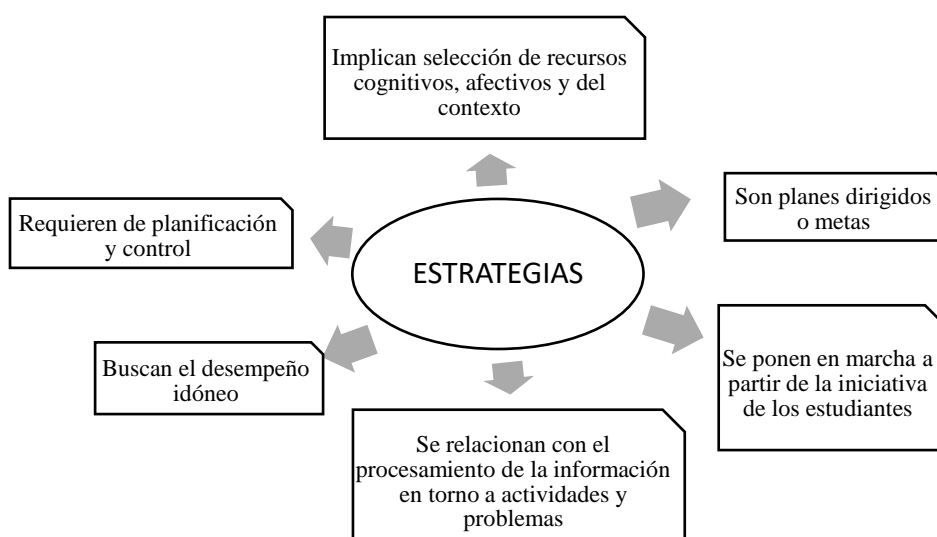 Implican selección de recursos
cognitivos, afectivos y del
contexto
Son planes dirigidos
o metas
Requieren de planificación
y control
ESTRATEGIAS
Se ponen en marcha a
partir de la iniciativa
de los estudiantes
Buscan el desempeño
idóneo
Se relacionan con el
procesamiento de la información
en torno a actividades y
problemas